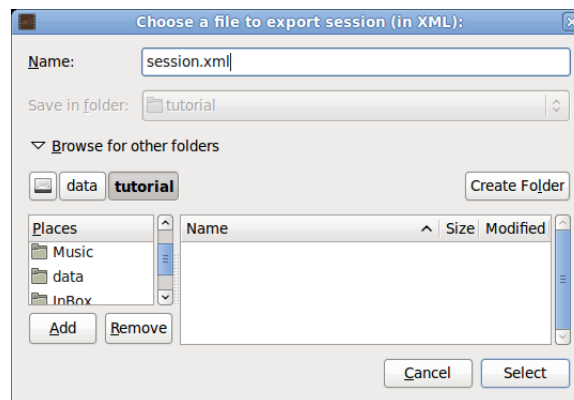 Choose a file to export session (in XML):
Name: session.xml
Save in folder: tutorial
Browse for other folders
data tutorial Create Folder
Places Name Size Modified
Music
data
InBox
Add Remove
Cancel Select